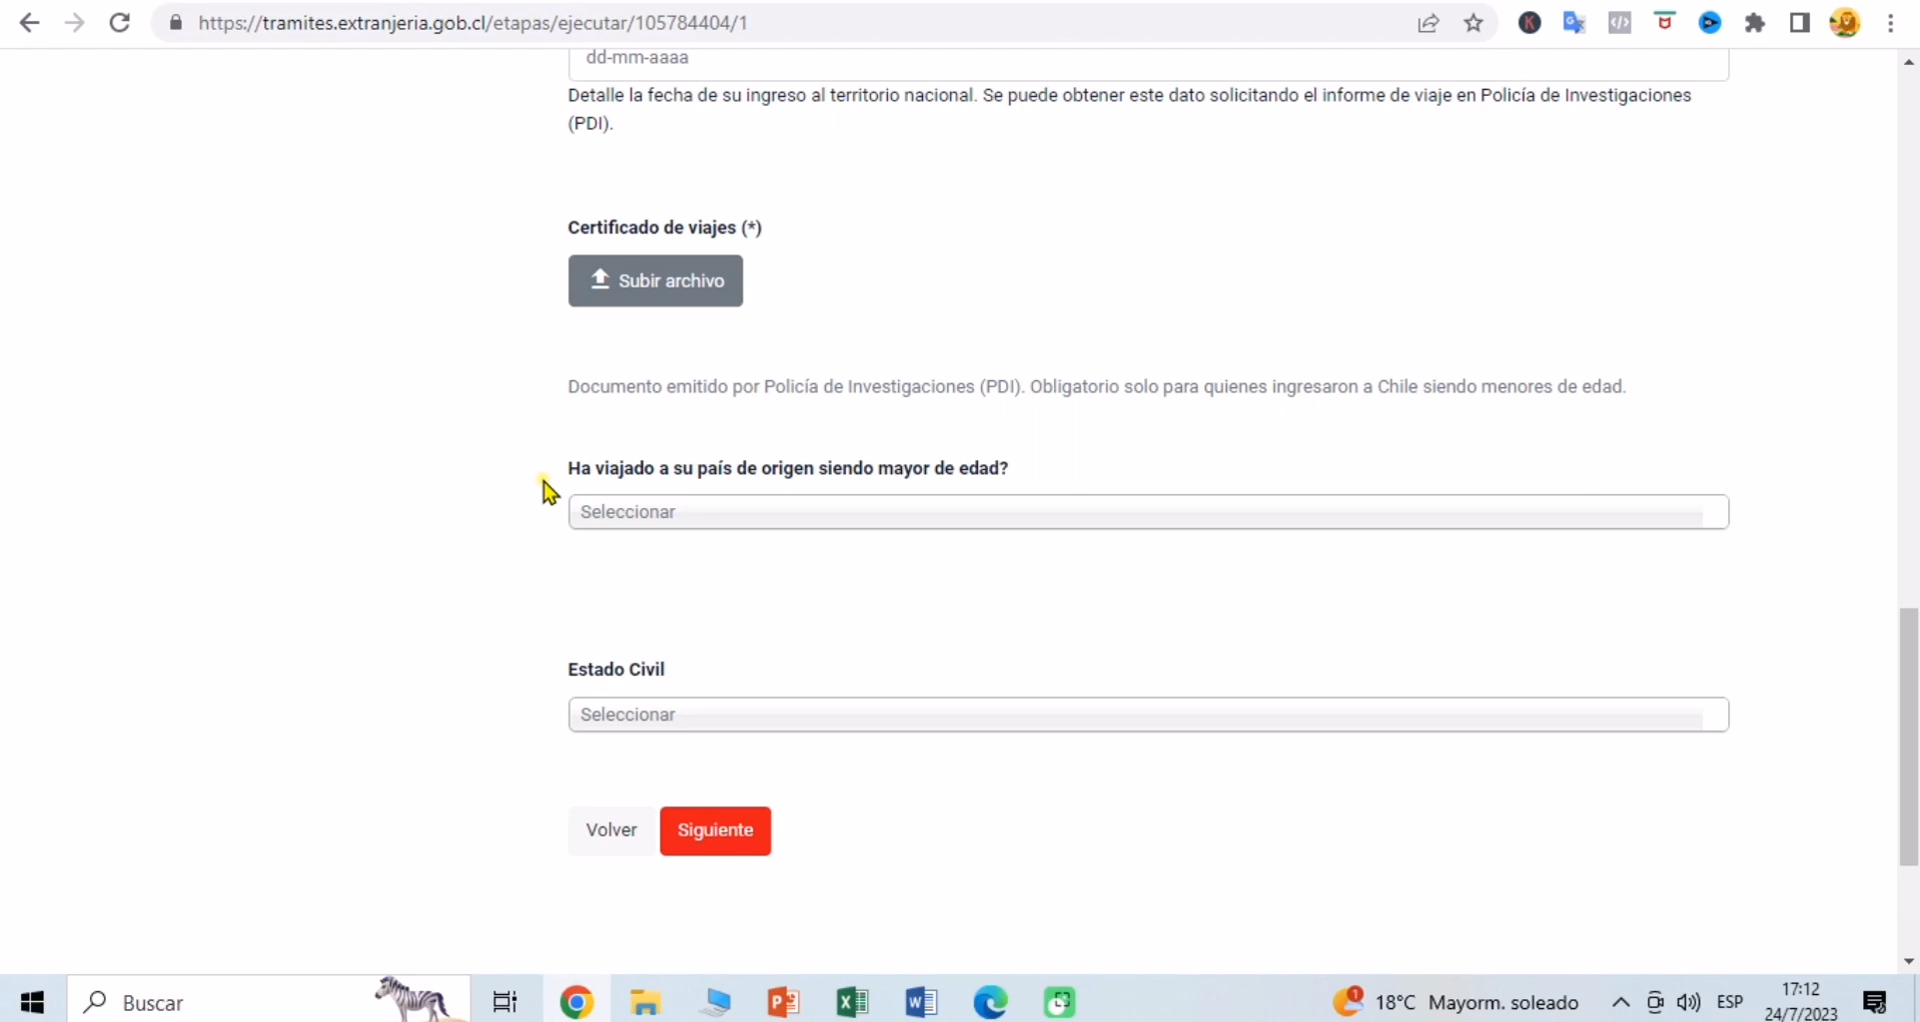 https://tramites.extranjeria.gob.cl/etapas/ejecutar/105784404/1
dd-mm-aaaa
Detalle la fecha de su ingreso al territorio nacional. Se puede obtener este dato solicitando el informe de viaje en Policía de Investigaciones
(PDI).
Certificado de viajes (*)
Subir archivo
Documento emitido por Policía de Investigaciones (PDI). Obligatorio solo para quienes ingresaron a Chile siendo menores de edad.
Ha viajado a su país de origen siendo mayor de edad?
Seleccionar
Estado Civil
Seleccionar
Volver Siguiente
Buscar
1 18°C Mayorm. soleado ESP
17:12
24/7/2023